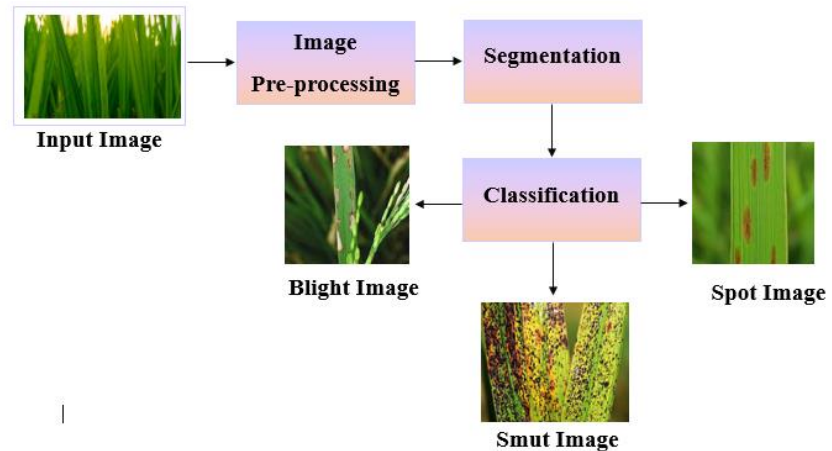 Image
Pre-processing
Segmentation
Input Image
Classification
Blight Image
Spot Image
Smut Image